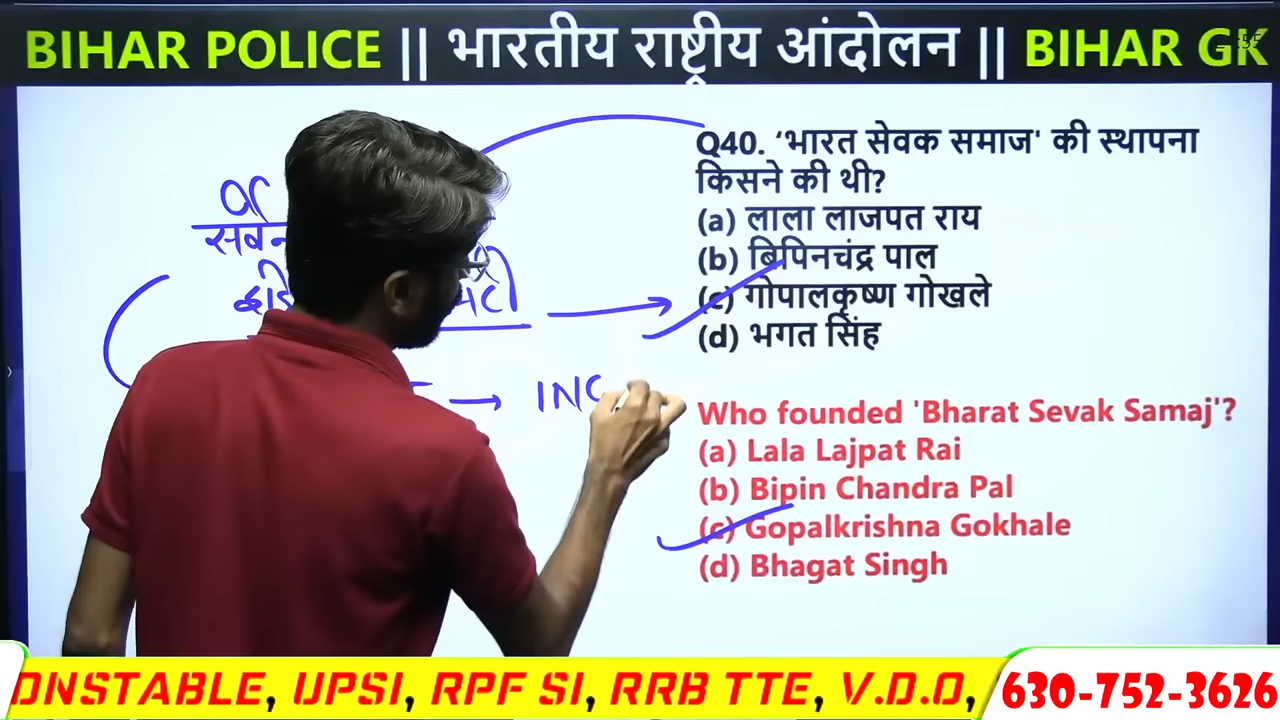 BIHAR POLICE || भारतीय राष्ट्रीय आंदोलन || BIHAR GK
Q40. ‘भारत सेवक समाज' की स्थापना
किसने की थी?
(a) लाला लाजपत राय
(b) बिपिनचंद्र पाल
(c) गोपालकृष्ण गोखले
(d) भगत सिंह
→ INC
Who founded 'Bharat Sevak Samaj'?
(a) Lala Lajpat Rai
(b) Bipin Chandra Pal
(c) Gopalkrishna Gokhale
(d) Bhagat Singh
ONSTABLE, UPSI, RPF SI, RRB TTE, V.D.O,
630-752-3626